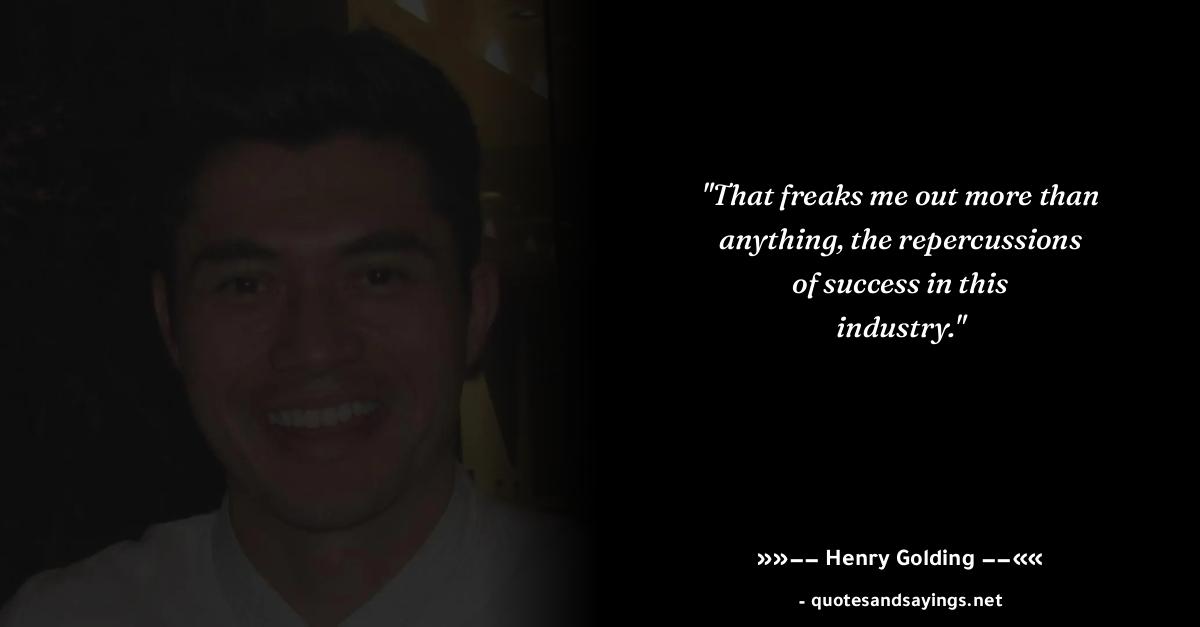 "That freaks me out more than
anything, the repercussions
of success in this
industry."
»»–– Henry Golding ––««
- quotesandsayings.net